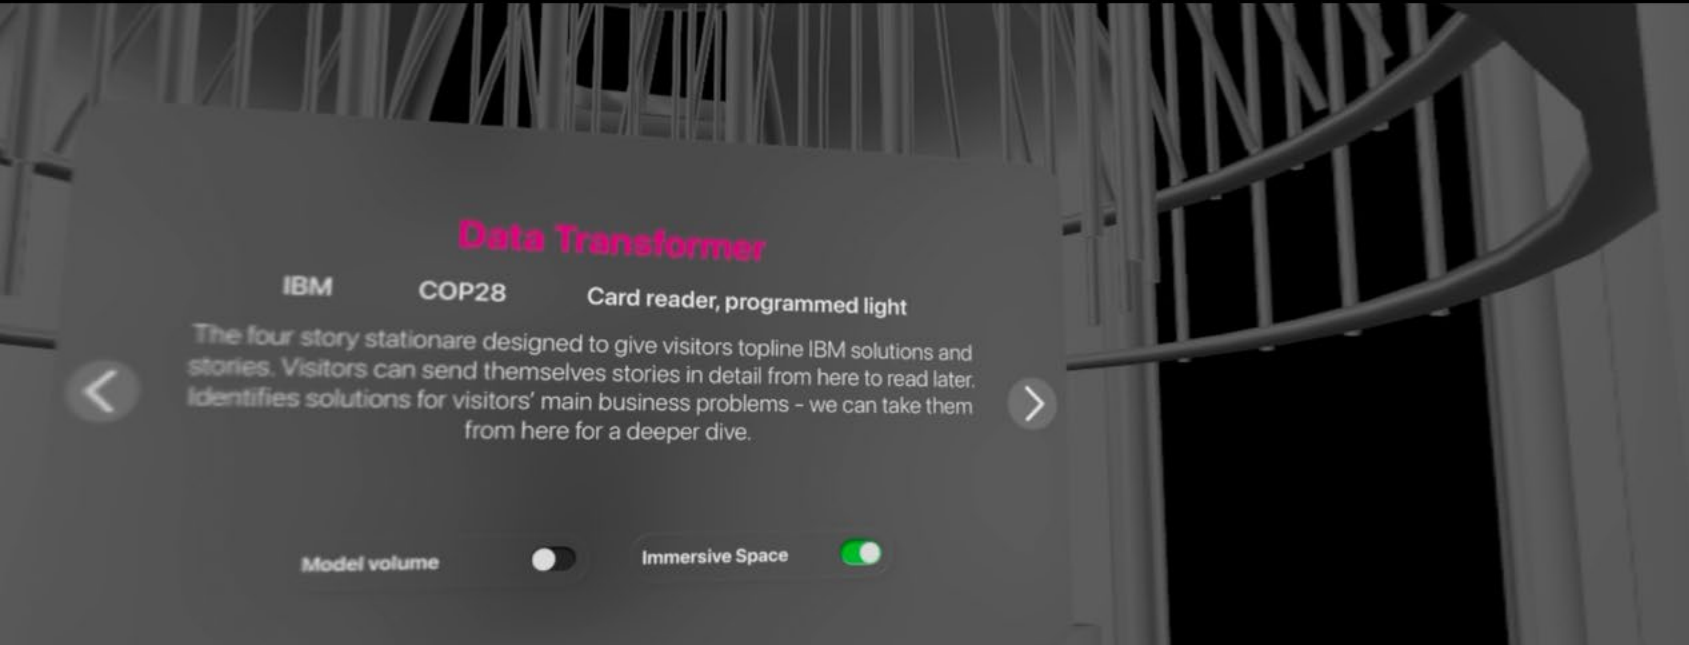 Data Transformer
IBM COP28 Card reader, programmed light
The four story stationare designed to give visitors topline IBM solutions and
stories. Visitors can send themselves stories in detail from here to read later.
Identifies solutions for visitors' main business problems - we can take them
from here for a deeper dive.
Model volume Immersive Space